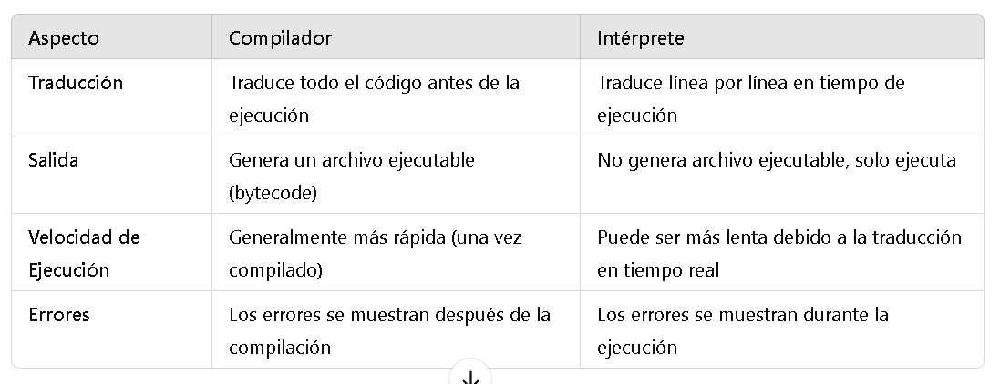 Aspecto Compilador Intérprete
Traducción Traduce todo el código antes de la Traduce línea por línea en tiempo de
ejecución ejecución
Salida Genera un archivo ejecutable No genera archivo ejecutable, solo ejecuta
(bytecode)
Velocidad de Generalmente más rápida (una vez Puede ser más lenta debido a la traducción
Ejecución compilado) en tiempo real
Errores Los errores se muestran después de la Los errores se muestran durante la
compilación ejecución